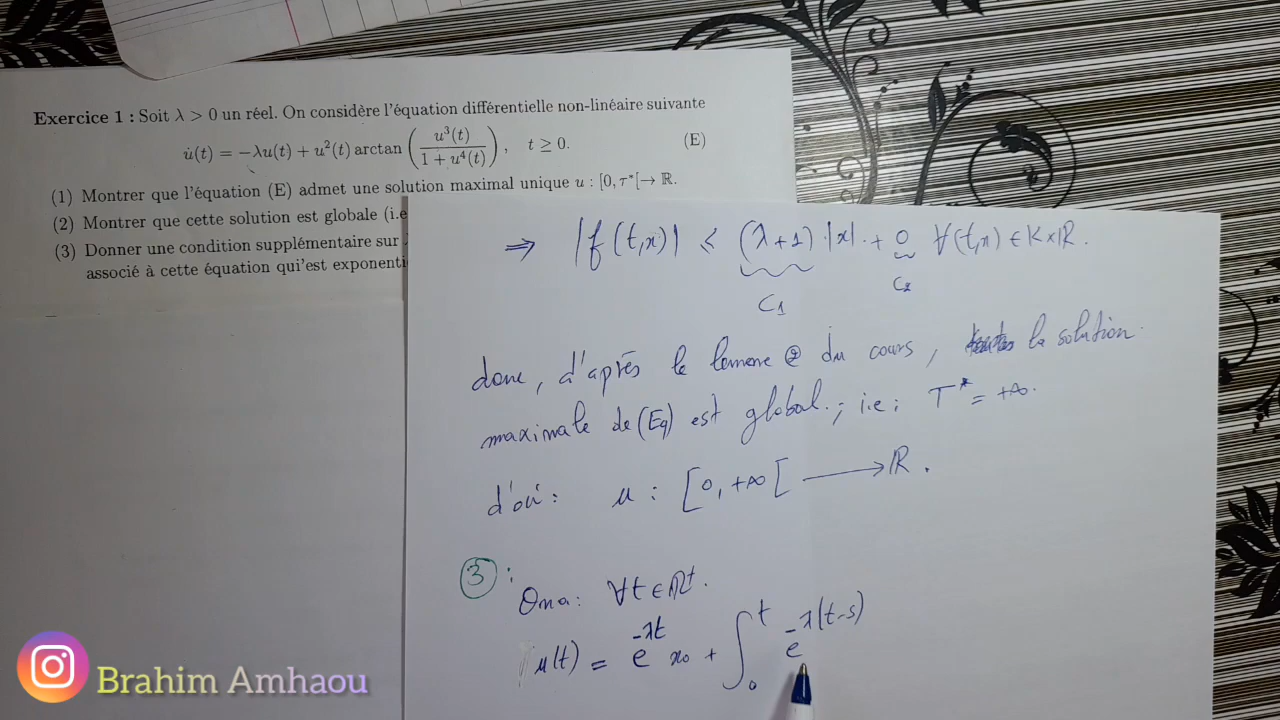 Exercice 1 : Soit λ > 0 un réel. On considère l'équation différentielle non-linéaire suivante
u̇(t) = −λu(t) + u²(t) arctan ( u³(t) / 1 + u⁴(t) ), t ≥ 0. (E)
(1) Montrer que l'équation (E) admet une solution maximal unique u : [0, τ*[→ ℝ.
(2) Montrer que cette solution est globale (i.e
(3) Donner une condition supplémentaire sur
associé à cette équation qui'est exponenti
⇒ |f(t,x)| ≤ (λ+1) |x| + 0 ∀(t,x) ∈ K×ℝ.
C₁ C₂
donc, d'après le lemme ② du cours, la solution
maximale de (Eq) est global.; i.e: T* = +∞.
d'où: u : [0, +∞[ ⟶ ℝ.
③ :
On a: ∀t ∈ ℝ⁺.
u(t) = e^{-λt} x₀ + ∫₀ᵗ e^{-λ(t-s)}
Brahim Amhaou